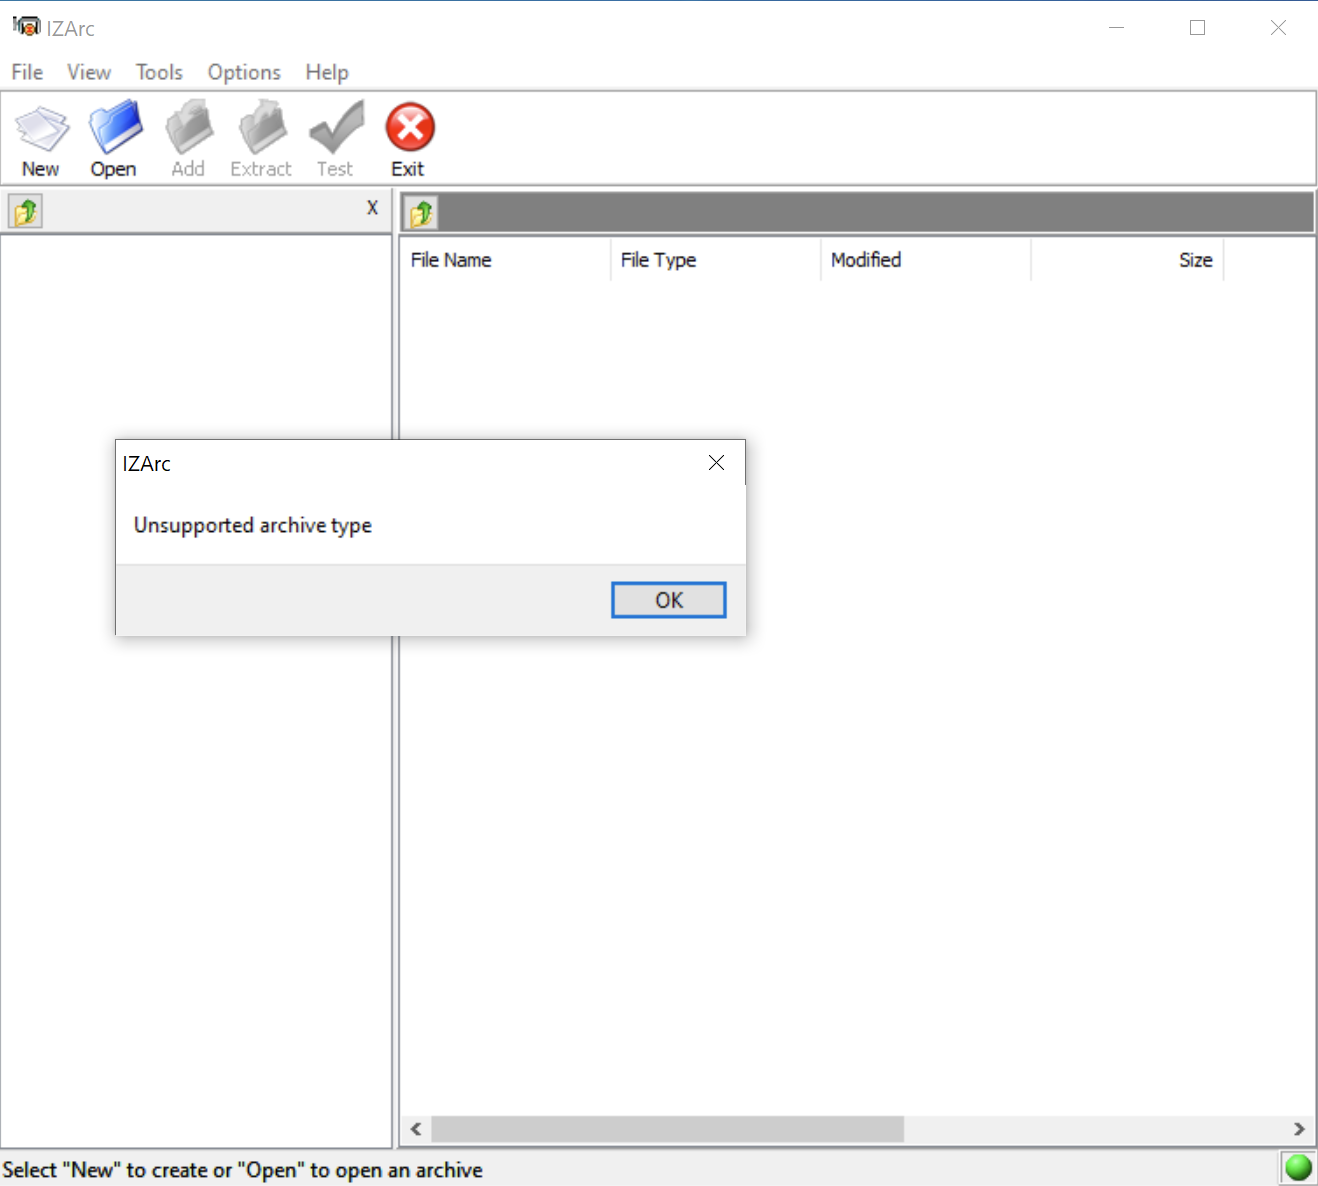 IZArc
File View Tools Options Help
New Open Add Extract Test Exit
X
File Name File Type Modified Size
IZArc
Unsupported archive type
OK
Select "New" to create or "Open" to open an archive